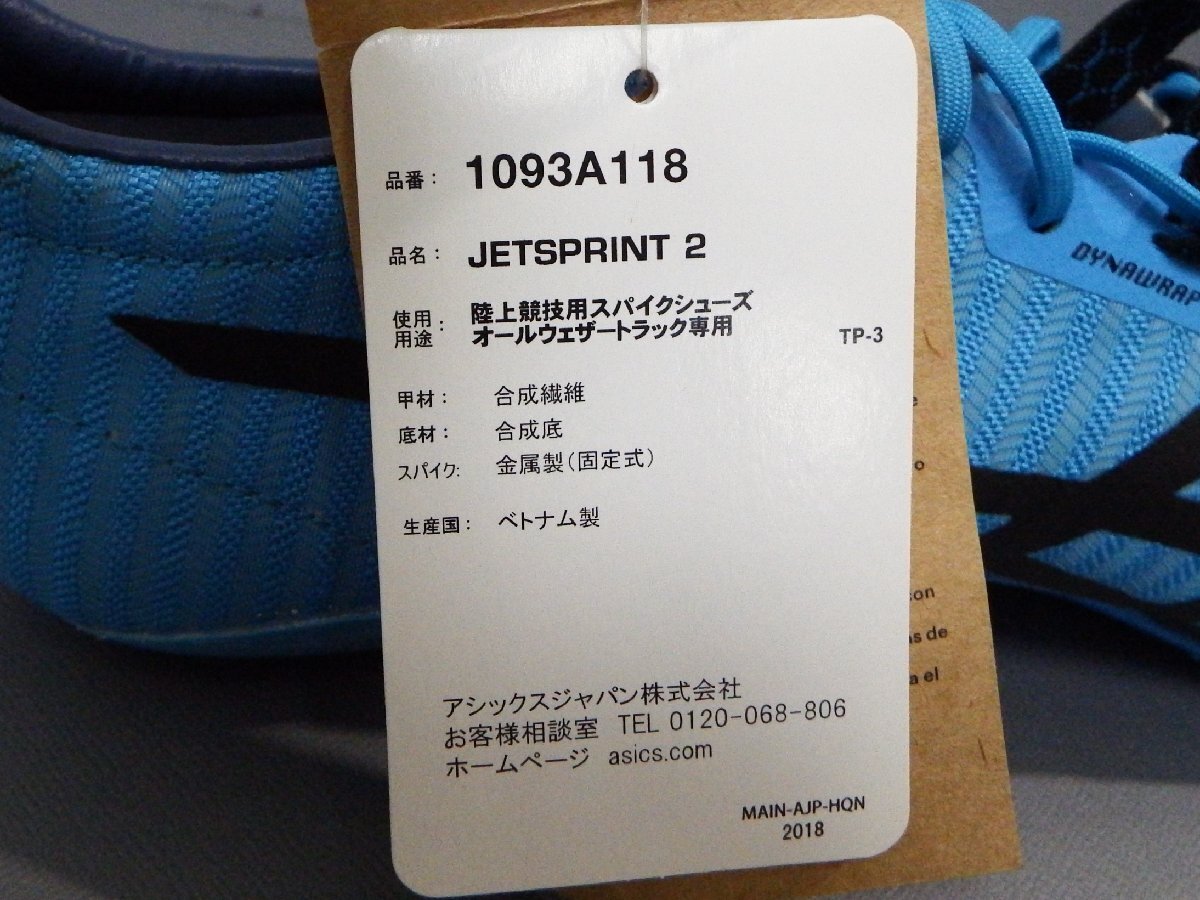 品番： 1093A118
品名： JETSPRINT 2
使用
用途 ： 陸上競技用スパイクシューズ
オールウェザートラック専用 TP-3
甲材： 合成繊維
底材： 合成底
スパイク: 金属製(固定式)
生産国： ベトナム製
アシックスジャパン株式会社
お客様相談室 TEL 0120-068-806
ホームページ asics.com
MAIN-AJP-HQN
2018
DYNAWRAP
de
el